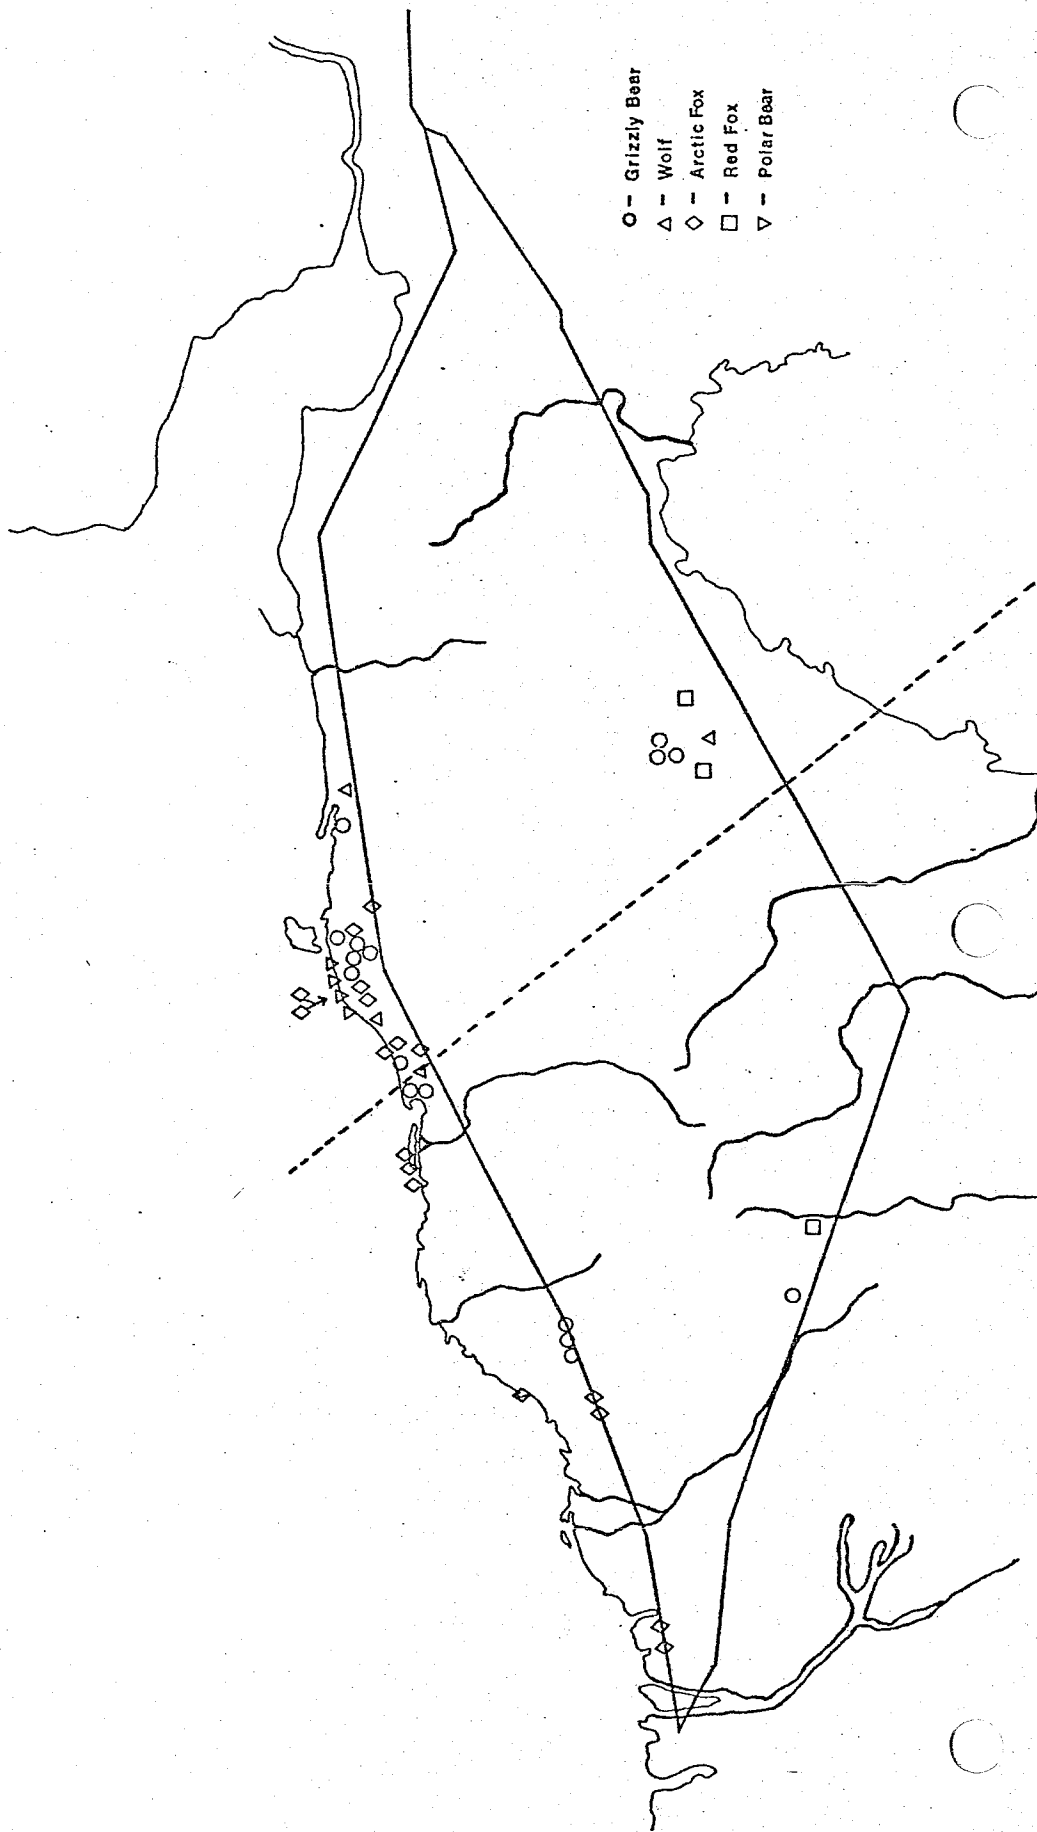 O - Grizzly Bear
△ - Wolf
◇ - Arctic Fox
□ - Red Fox
▽ - Polar Bear